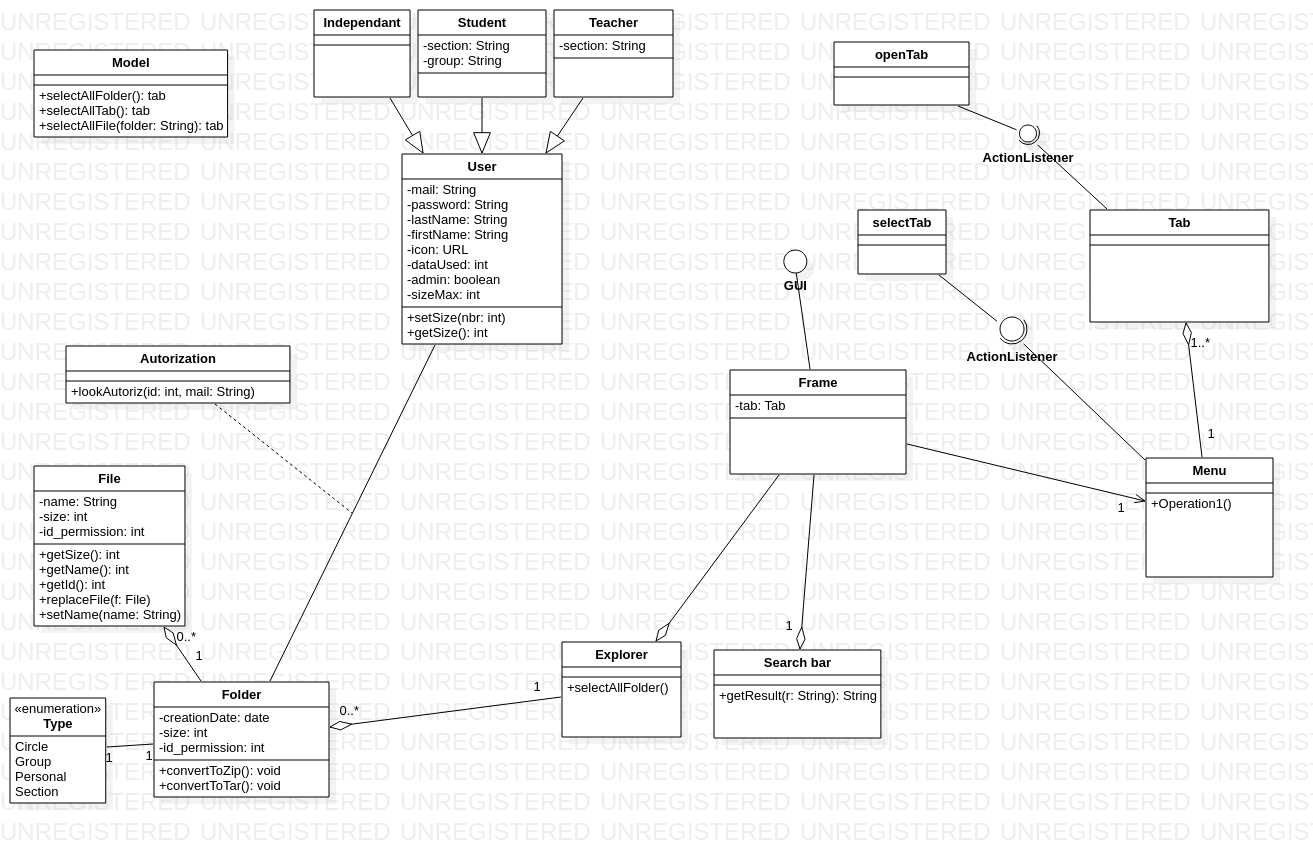 Independant
Student
-section: String
-group: String
Teacher
-section: String
Model
+selectAllFolder(): tab
+selectAllTab(): tab
+selectAllFile(folder: String): tab
openTab
ActionListener
User
-mail: String
-password: String
-lastName: String
-firstName: String
-icon: URL
-dataUsed: int
-admin: boolean
-sizeMax: int
+setSize(nbr: int)
+getSize(): int
selectTab
Tab
GUI
ActionListener
1..*
Autorization
+lookAutoriz(id: int, mail: String)
Frame
-tab: Tab
1
Menu
+Operation1()
1
File
-name: String
-size: int
-id_permission: int
+getSize(): int
+getName(): int
+getId(): int
+replaceFile(f: File)
+setName(name: String)
0..*
1
1
Explorer
+selectAllFolder()
1
Search bar
+getResult(r: String): String
0..*
Folder
-creationDate: date
-size: int
-id_permission: int
+convertToZip(): void
+convertToTar(): void
«enumeration»
Type
Circle
Group
Personal
Section
1
1
UNREGISTERED UNREGISTERED UNREGISTERED UNREGISTERED UNREGISTERED UNREGISTERED UNREGIS